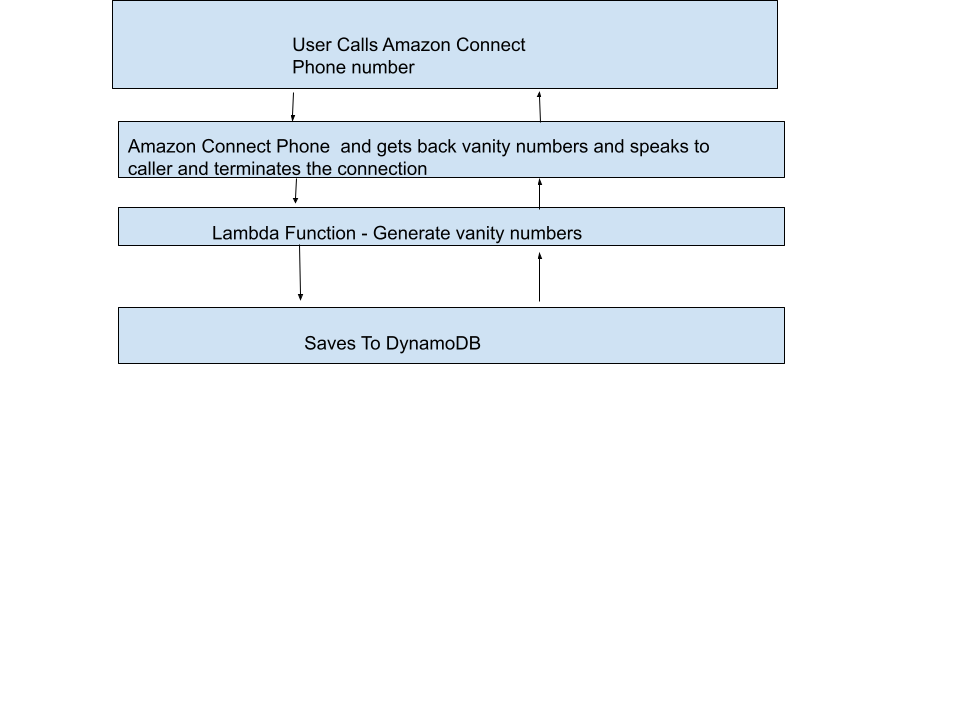 User Calls Amazon Connect
Phone number
Amazon Connect Phone  and gets back vanity numbers and speaks to
caller and terminates the connection
Lambda Function - Generate vanity numbers
Saves To DynamoDB